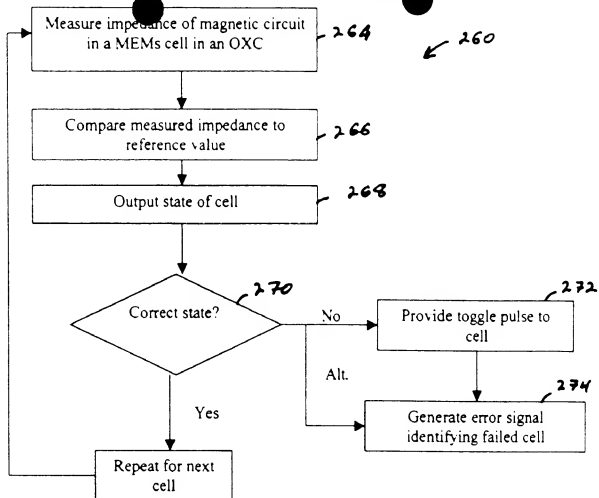 Measure impedance of magnetic circuit
in a MEMs cell in an OXC
264
260
Compare measured impedance to
reference value
266
Output state of cell
268
Correct state?
270
No
Provide toggle pulse to
cell
272
Alt.
Generate error signal
identifying failed cell
274
Yes
Repeat for next
cell